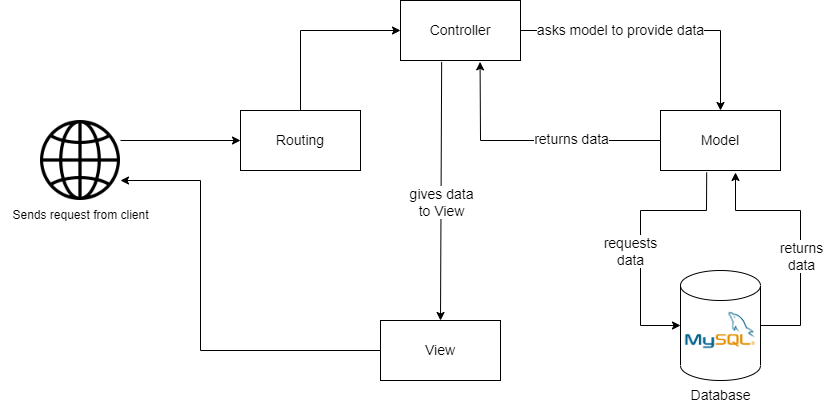 Controller
asks model to provide data
Routing
returns data
Model
Sends request from client
gives data
to View
requests
data
returns
data
MySQL
View
Database